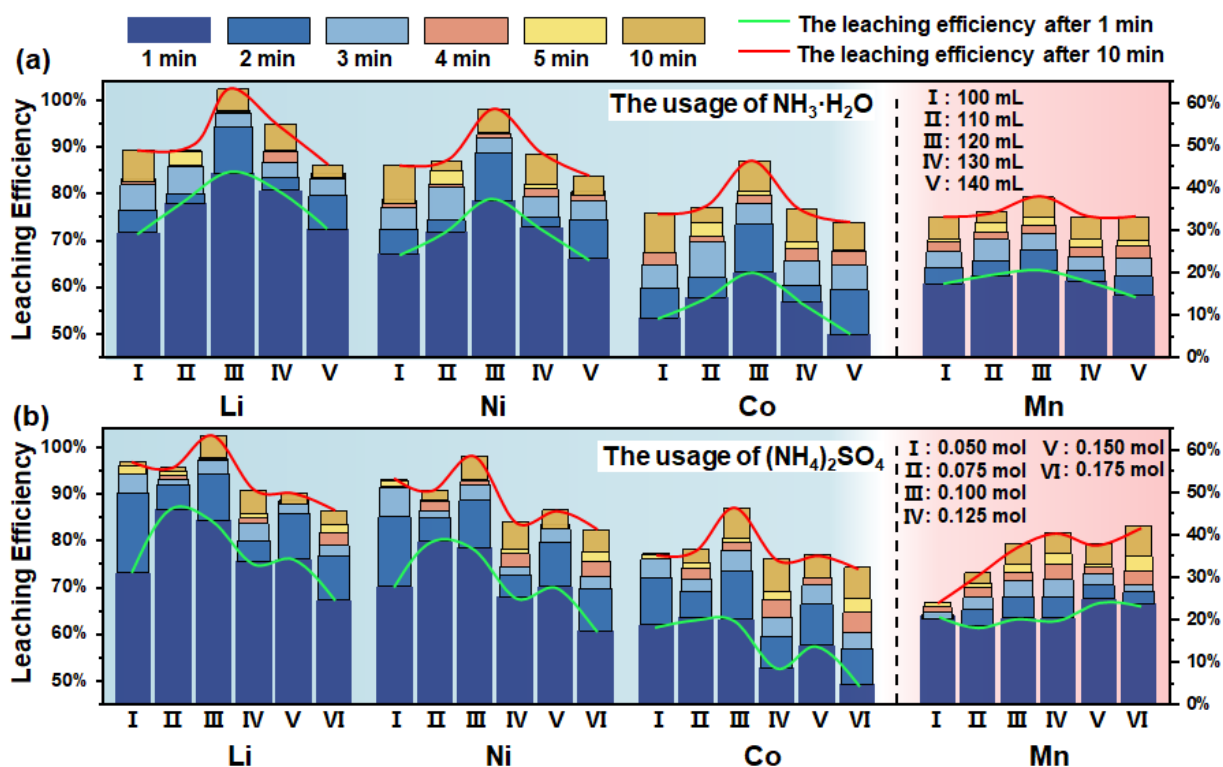 1 min 2 min 3 min 4 min 5 min 10 min
The leaching efficiency after 1 min
The leaching efficiency after 10 min
(a)
Leaching Efficiency
100%
90%
80%
70%
60%
50%
The usage of NH₃·H₂O
I : 100 mL
II : 110 mL
III : 120 mL
IV : 130 mL
V : 140 mL
60%
50%
40%
30%
20%
10%
0%
I II III IV V I II III IV V I II III IV V I II III IV V
Li Ni Co Mn
(b)
Leaching Efficiency
100%
90%
80%
70%
60%
50%
The usage of (NH₄)₂SO₄
I : 0.050 mol V : 0.150 mol
II : 0.075 mol VI : 0.175 mol
III : 0.100 mol
IV : 0.125 mol
60%
50%
40%
30%
20%
10%
0%
I II III IV V VI I II III IV V VI I II III IV V VI I II III IV V VI
Li Ni Co Mn